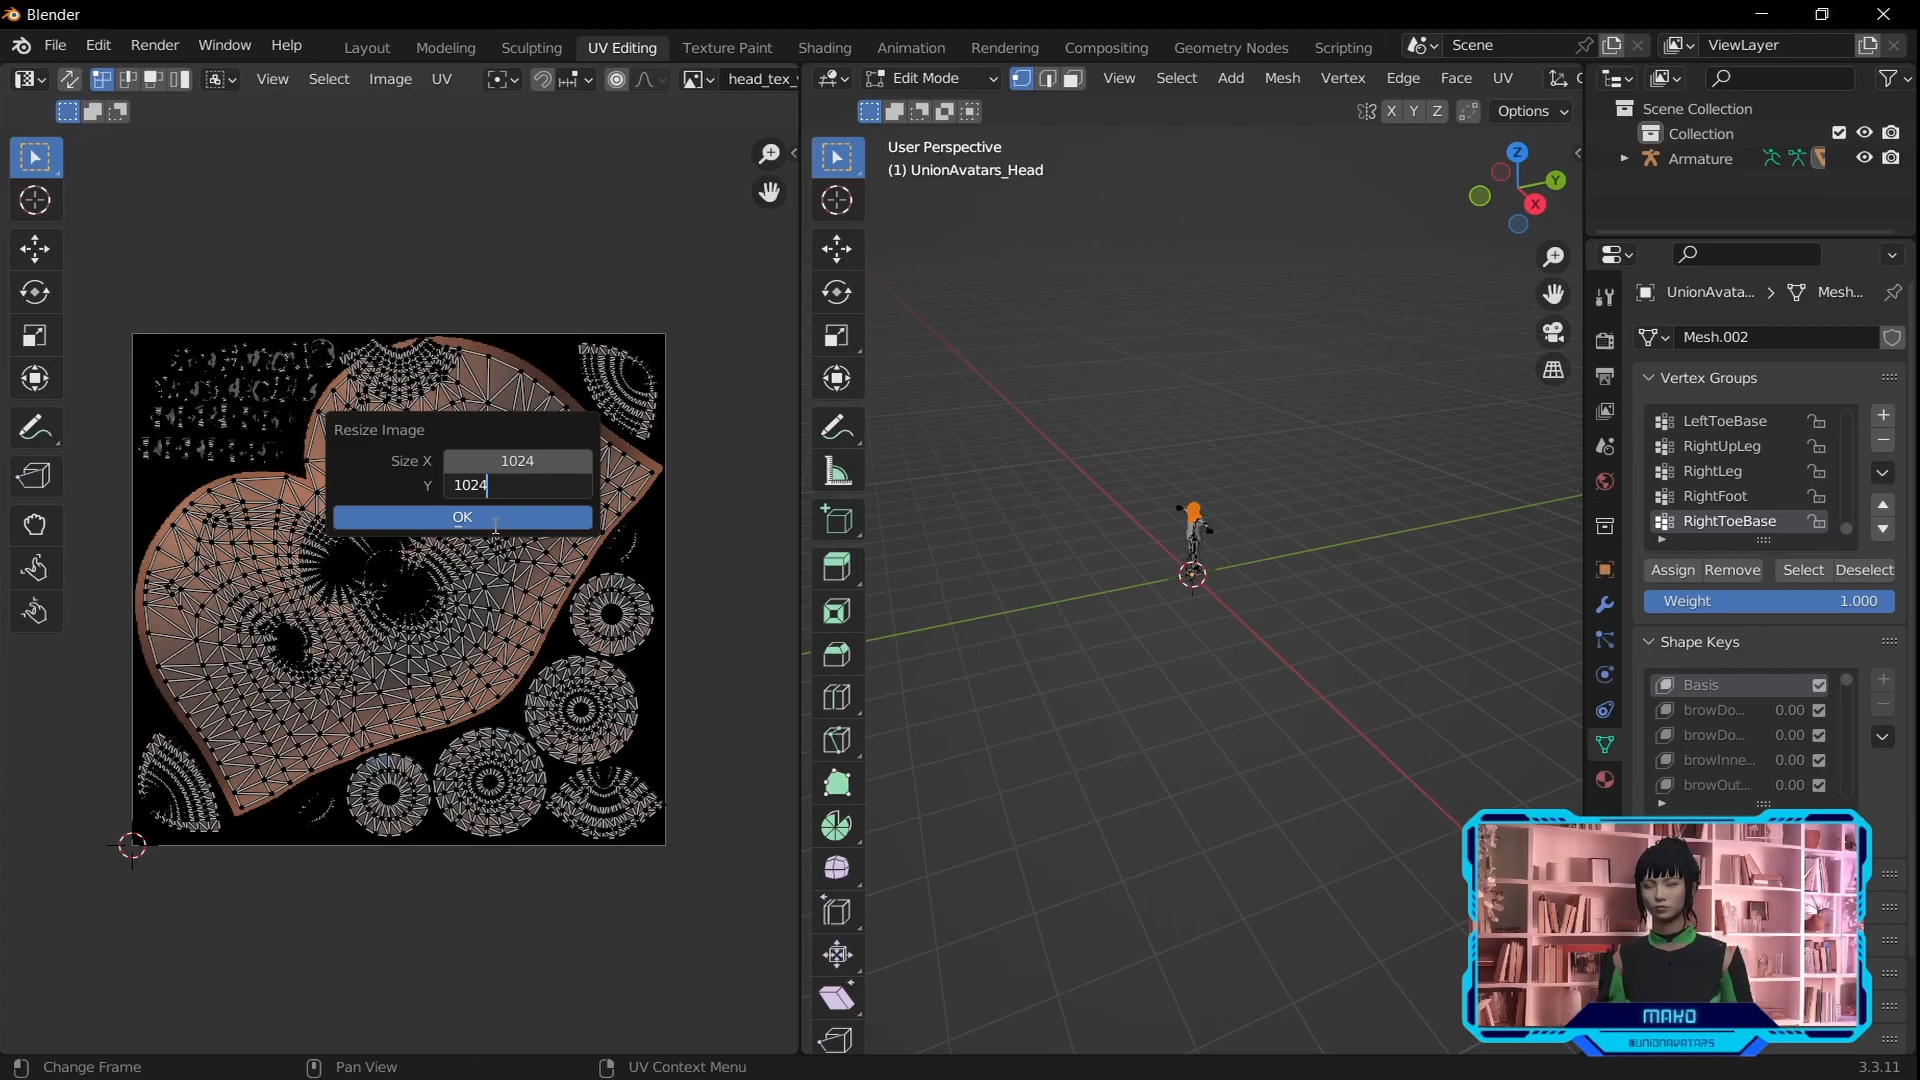 Blender
File Edit Render Window Help
Layout Modeling Sculpting UV Editing Texture Paint Shading Animation Rendering Compositing Geometry Nodes Scripting
Scene
ViewLayer
View Select Image UV
head_tex_
Edit Mode
View Select Add Mesh Vertex Edge Face UV
X Y Z
Options
User Perspective
(1) UnionAvatars_Head
Z
Y
X
Scene Collection
Collection
Armature
UnionAvata... > Mesh...
Mesh.002
Vertex Groups
LeftToeBase
RightUpLeg
RightLeg
RightFoot
RightToeBase
Assign Remove Select Deselect
Weight 1.000
Shape Keys
Basis
browDo... 0.00
browDo... 0.00
browInne... 0.00
browOut... 0.00
Resize Image
Size X 1024
Y 1024
OK
MAKO
@UNIONAVATARS
Change Frame
Pan View
UV Context Menu
3.3.11